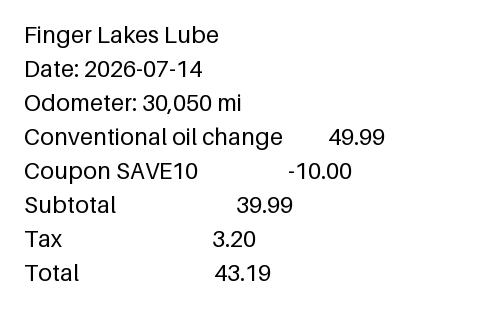 Finger Lakes Lube
Date: 2026-07-14
Odometer: 30,050 mi
Conventional oil change 49.99
Coupon SAVE10 -10.00
Subtotal 39.99
Tax 3.20
Total 43.19